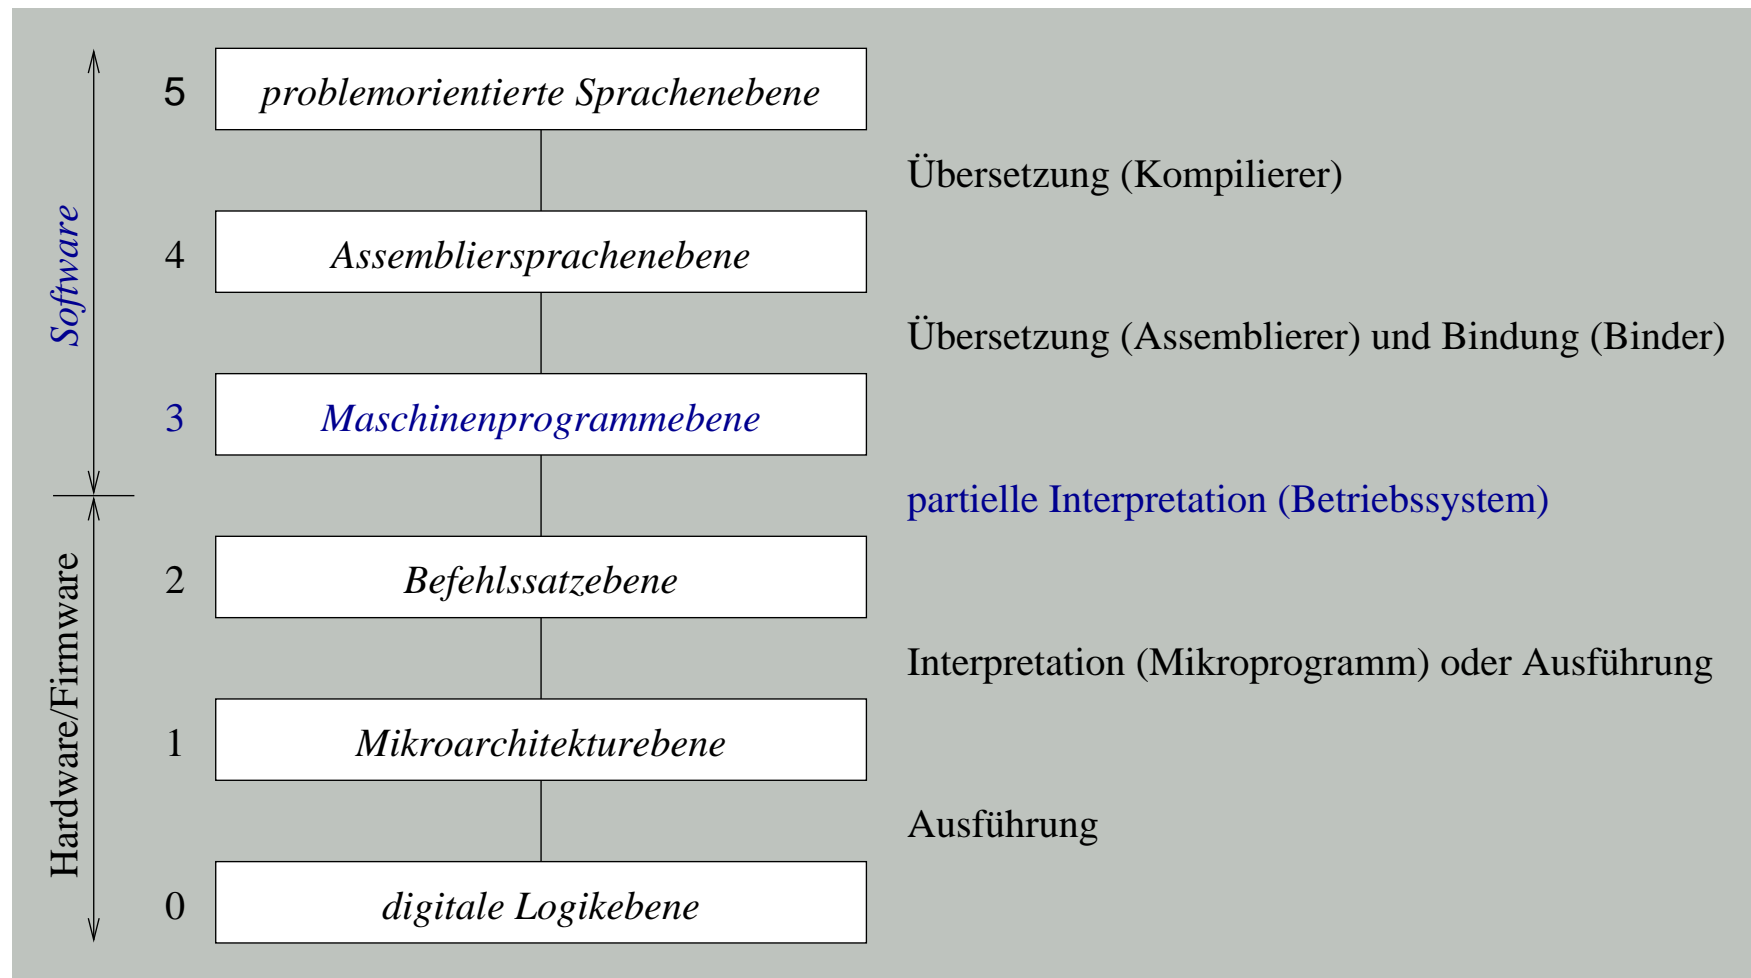 5 problemorientierte Sprachenebene
Übersetzung (Kompilierer)
Software
4 Assembliersprachenebene
Übersetzung (Assemblierer) und Bindung (Binder)
3 Maschinenprogrammebene
partielle Interpretation (Betriebssystem)
2 Befehlssatzebene
Hardware/Firmware
Interpretation (Mikroprogramm) oder Ausführung
1 Mikroarchitekturebene
Ausführung
0 digitale Logikebene